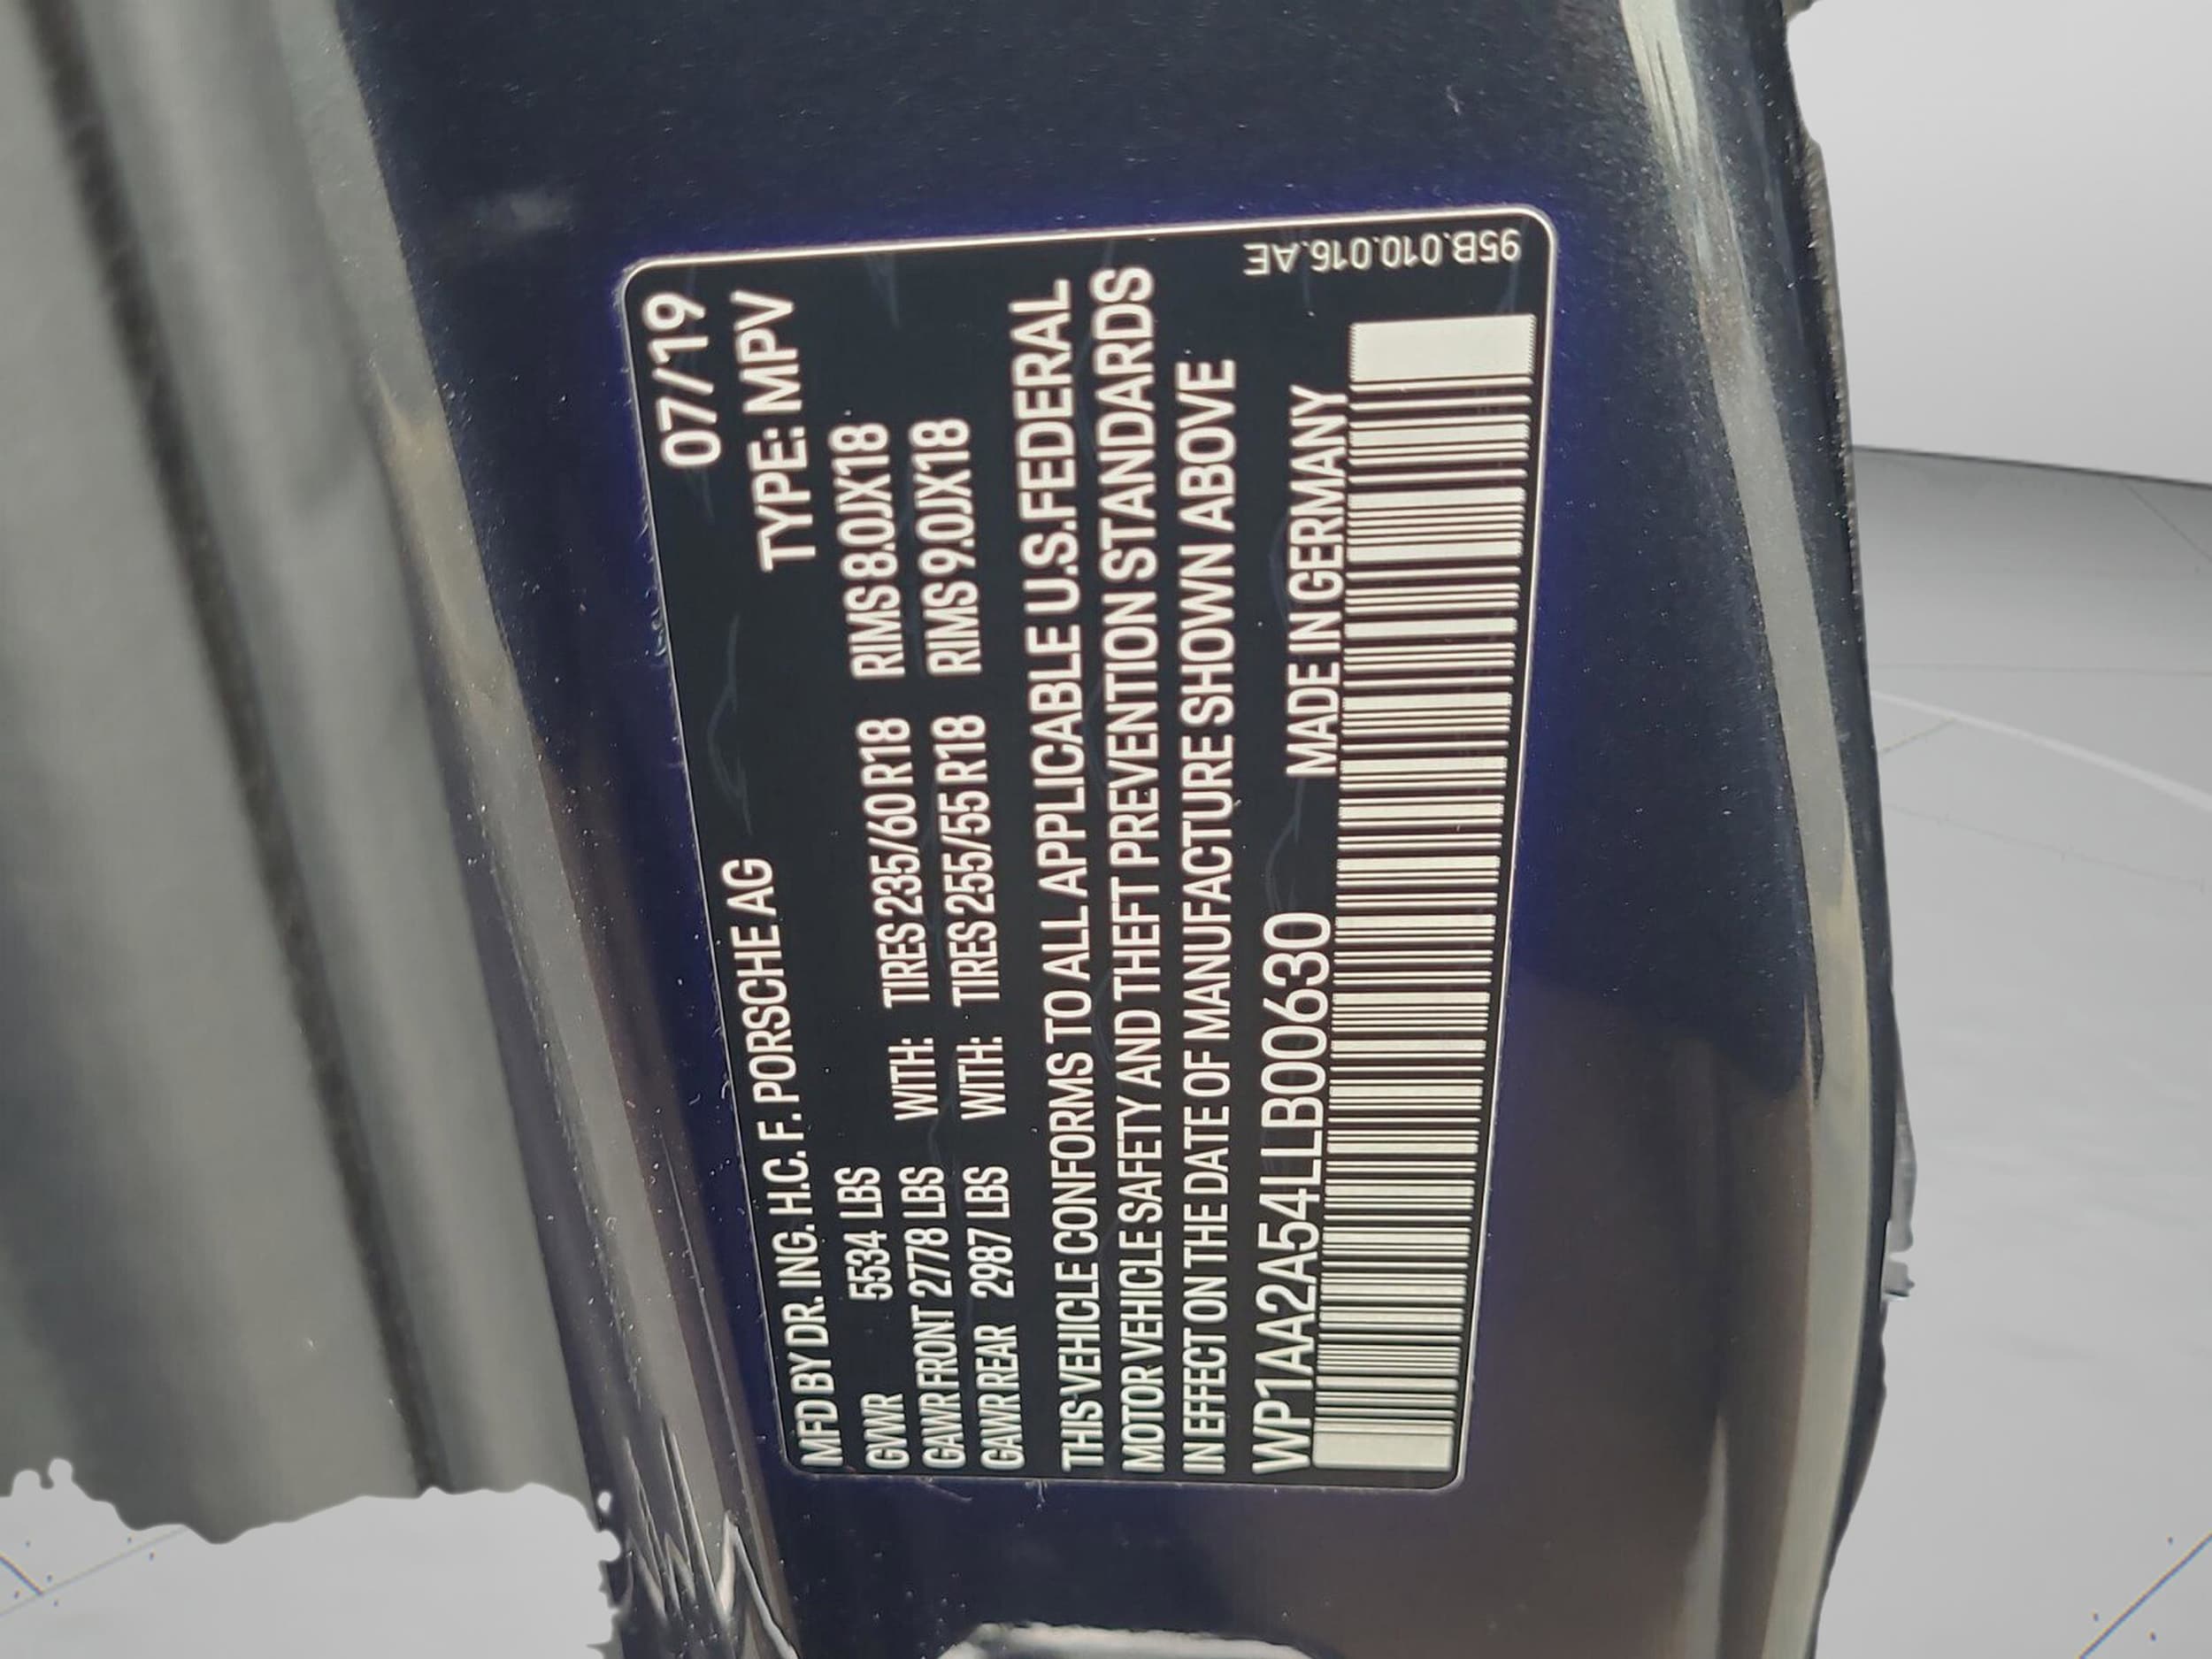 07/19
MFD BY DR. ING. H.C. F. PORSCHE AG TYPE: MPV
GVWR 5534 LBS
GAWR FRONT 2778 LBS WITH: TIRES 235/60 R18 RIMS 8.0JX18
GAWR REAR 2987 LBS WITH: TIRES 255/55 R18 RIMS 9.0JX18
THIS VEHICLE CONFORMS TO ALL APPLICABLE U.S.FEDERAL
MOTOR VEHICLE SAFETY AND THEFT PREVENTION STANDARDS
IN EFFECT ON THE DATE OF MANUFACTURE SHOWN ABOVE
WP1AA2A54LLB00630 MADE IN GERMANY
95B.010.016.AE